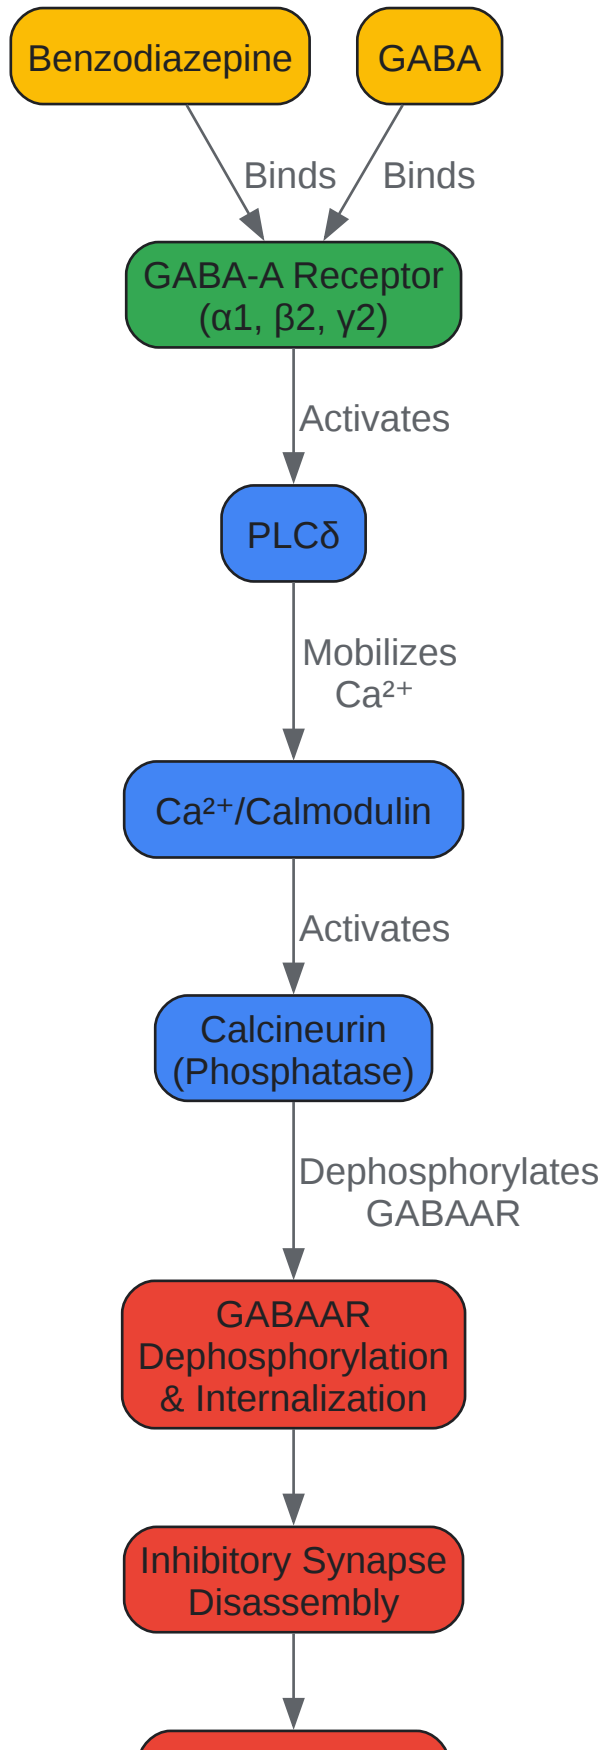 Benzodiazepine
GABA
Binds
Binds
GABA-A Receptor
(α1, β2, γ2)
Activates
PLCδ
Mobilizes
Ca²⁺
Ca²⁺/Calmodulin
Activates
Calcineurin
(Phosphatase)
Dephosphorylates
GABAAR
GABAAR
Dephosphorylation
& Internalization
Inhibitory Synapse
Disassembly